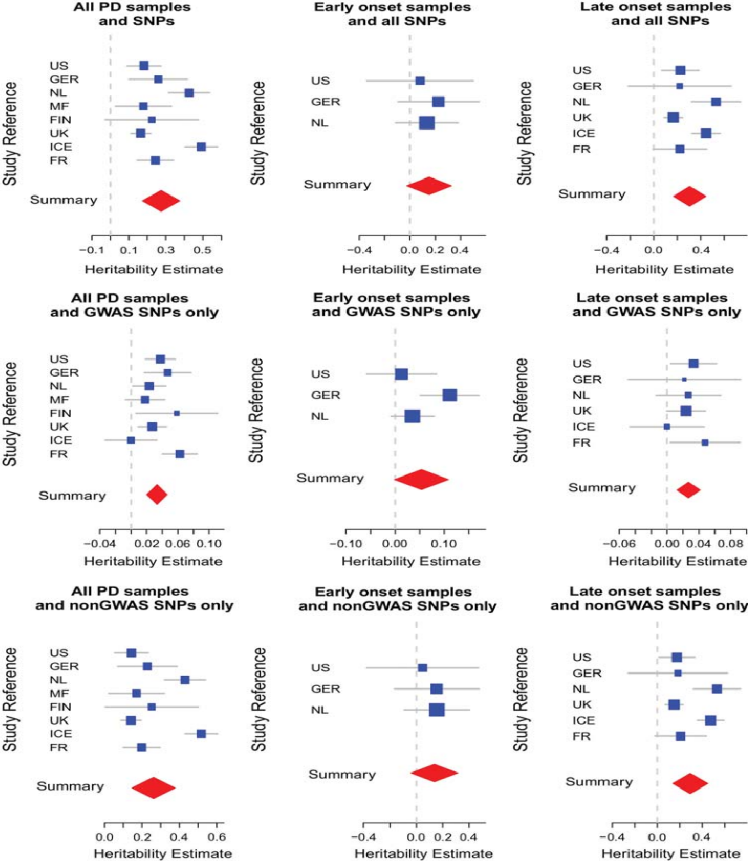 All PD samples
and SNPs
Study Reference
US
GER
NL
MF
FIN
UK
ICE
FR
Summary
−0.1 0.1 0.3 0.5
Heritability Estimate
Early onset samples
and all SNPs
Study Reference
US
GER
NL
Summary
−0.4 0.0 0.2 0.4
Heritability Estimate
Late onset samples
and all SNPs
Study Reference
US
GER
NL
UK
ICE
FR
Summary
−0.4 0.0 0.4
Heritability Estimate
All PD samples
and GWAS SNPs only
Study Reference
US
GER
NL
MF
FIN
UK
ICE
FR
Summary
−0.04 0.02 0.06 0.10
Heritability Estimate
Early onset samples
and GWAS SNPs only
Study Reference
US
GER
NL
Summary
−0.10 0.00 0.10
Heritability Estimate
Late onset samples
and GWAS SNPs only
Study Reference
US
GER
NL
UK
ICE
FR
Summary
−0.06 0.00 0.04 0.08
Heritability Estimate
All PD samples
and nonGWAS SNPs only
Study Reference
US
GER
NL
MF
FIN
UK
ICE
FR
Summary
0.0 0.2 0.4 0.6
Heritability Estimate
Early onset samples
and nonGWAS SNPs only
Study Reference
US
GER
NL
Summary
−0.4 0.0 0.2 0.4
Heritability Estimate
Late onset samples
and nonGWAS SNPs only
Study Reference
US
GER
NL
UK
ICE
FR
Summary
−0.4 0.0 0.4
Heritability Estimate